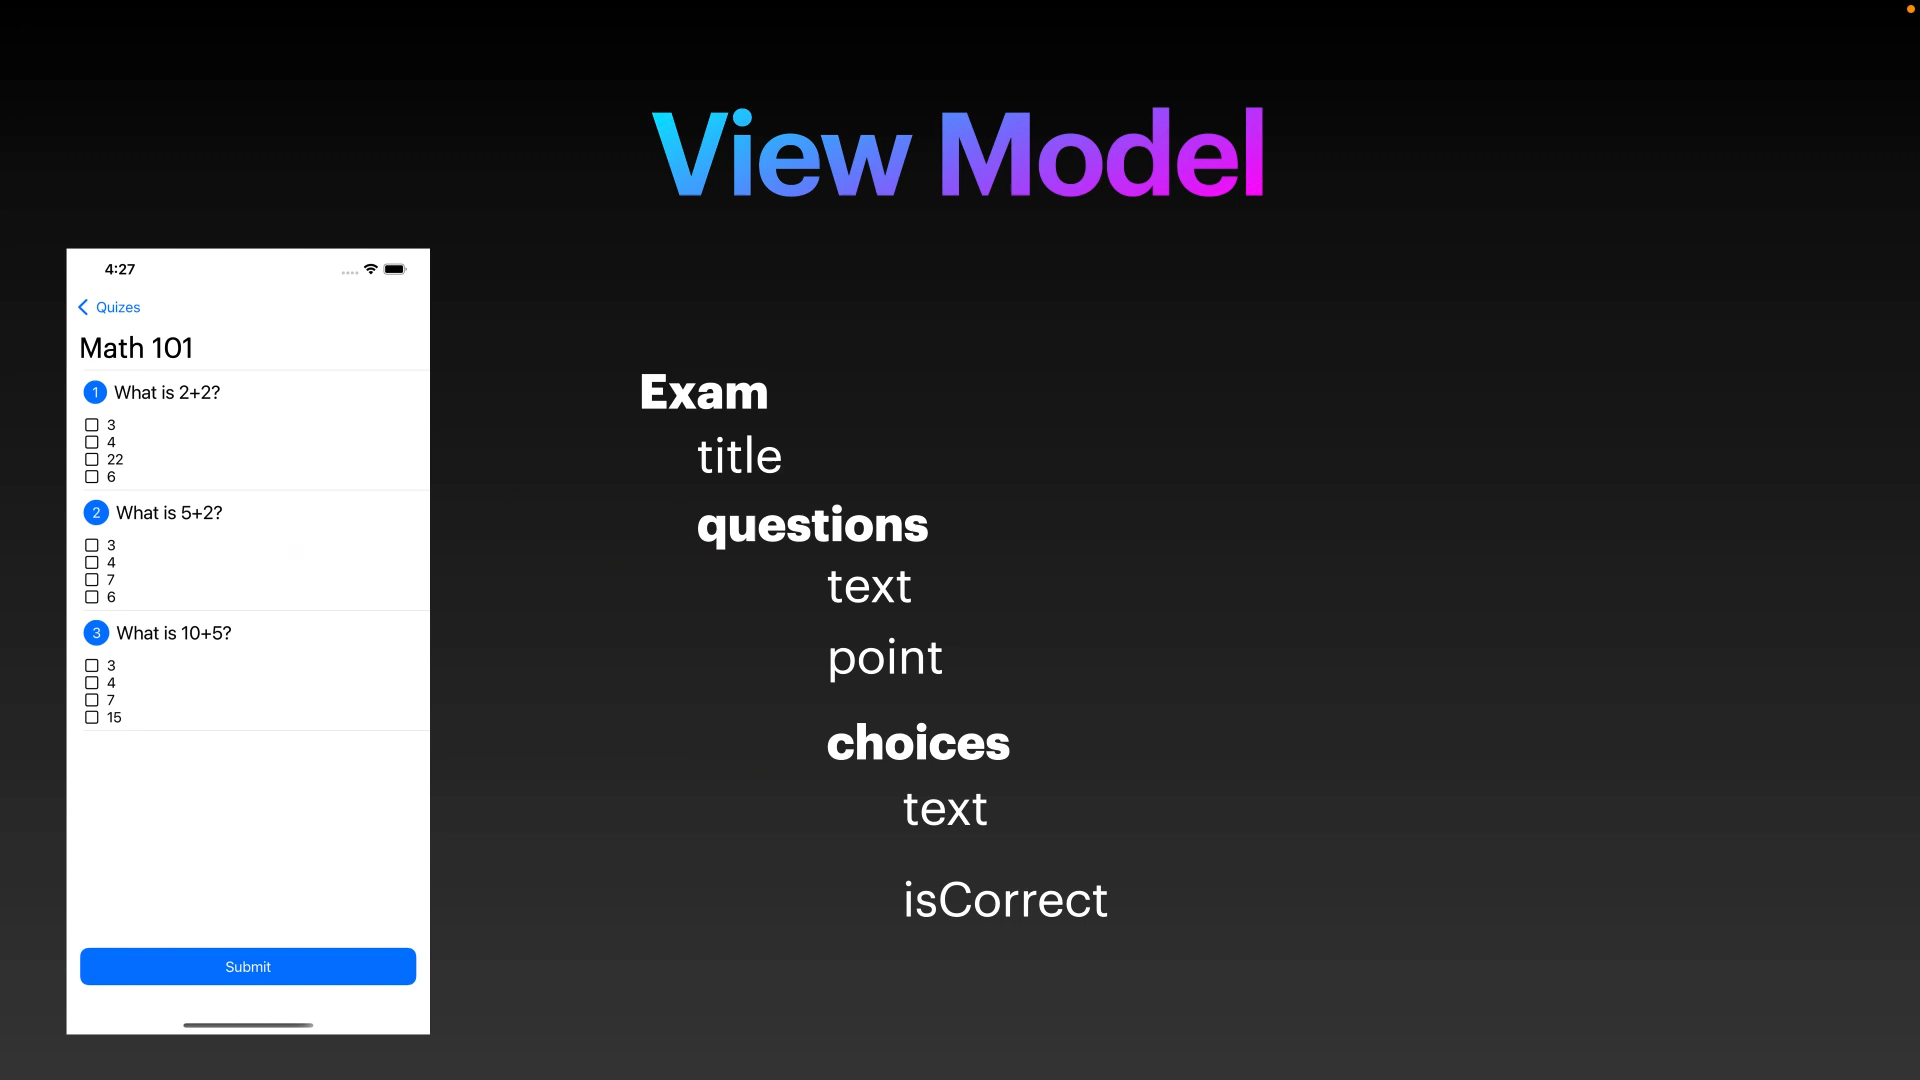 View Model
4:27
Quizes
Math 101
1 What is 2+2?
3
4
22
6
2 What is 5+2?
3
4
7
6
3 What is 10+5?
3
4
7
15
Submit
Exam
title
questions
text
point
choices
text
isCorrect